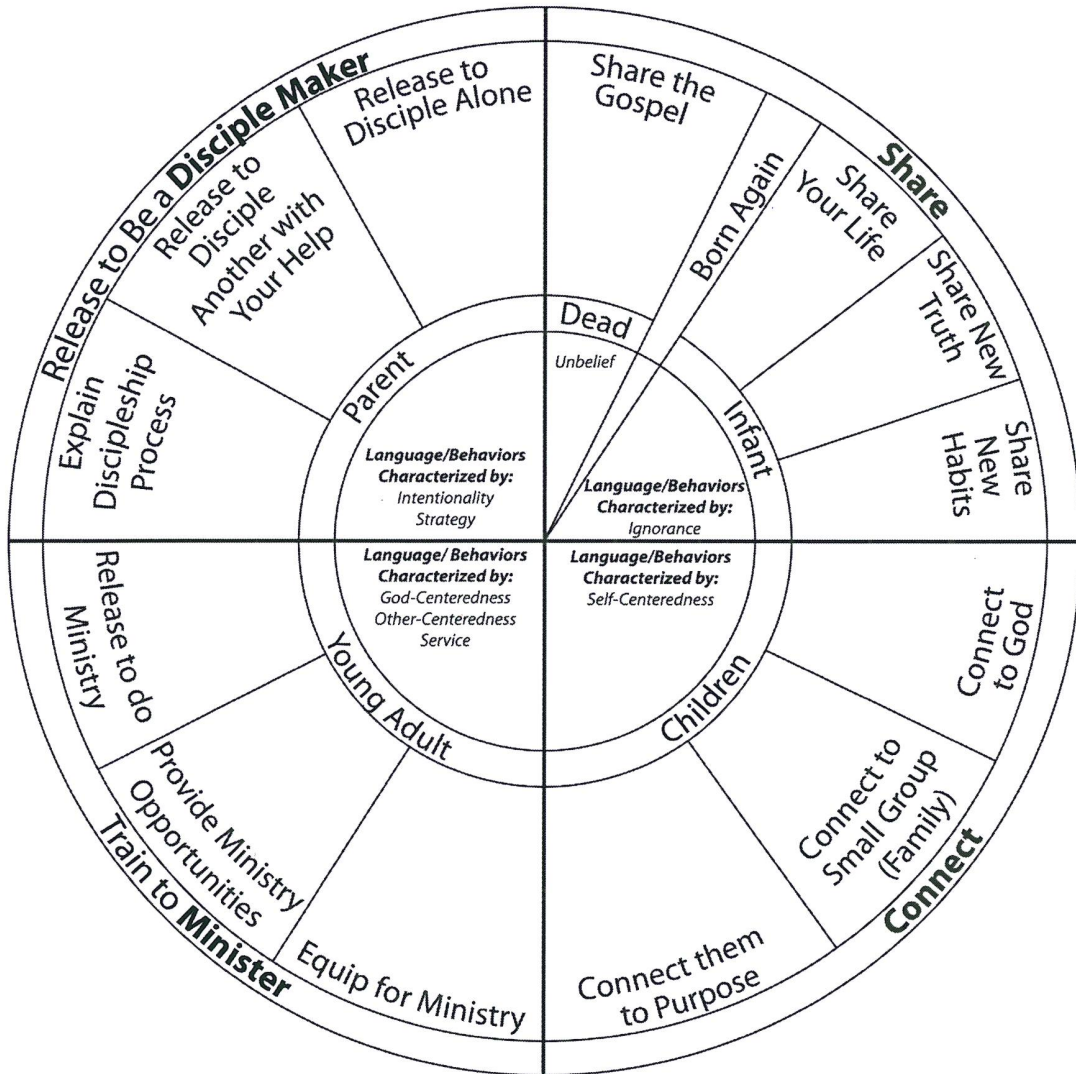 Release to Be a Disciple Maker
Share
Connect
Train to Minister
Share the
Gospel
Born Again
Share
Your Life
Share New
Truth
Share
New
Habits
Connect
to God
Connect to
Small Group
(Family)
Connect them
to Purpose
Equip for Ministry
Provide Ministry
Opportunities
Release to do
Ministry
Explain
Discipleship
Process
Release to
Disciple
Another with
Your Help
Release to
Disciple Alone
Dead
Infant
Children
Young Adult
Parent
Unbelief
Language/Behaviors
Characterized by:
Ignorance
Language/Behaviors
Characterized by:
Self-Centeredness
Language/Behaviors
Characterized by:
God-Centeredness
Other-Centeredness
Service
Language/Behaviors
Characterized by:
Intentionality
Strategy